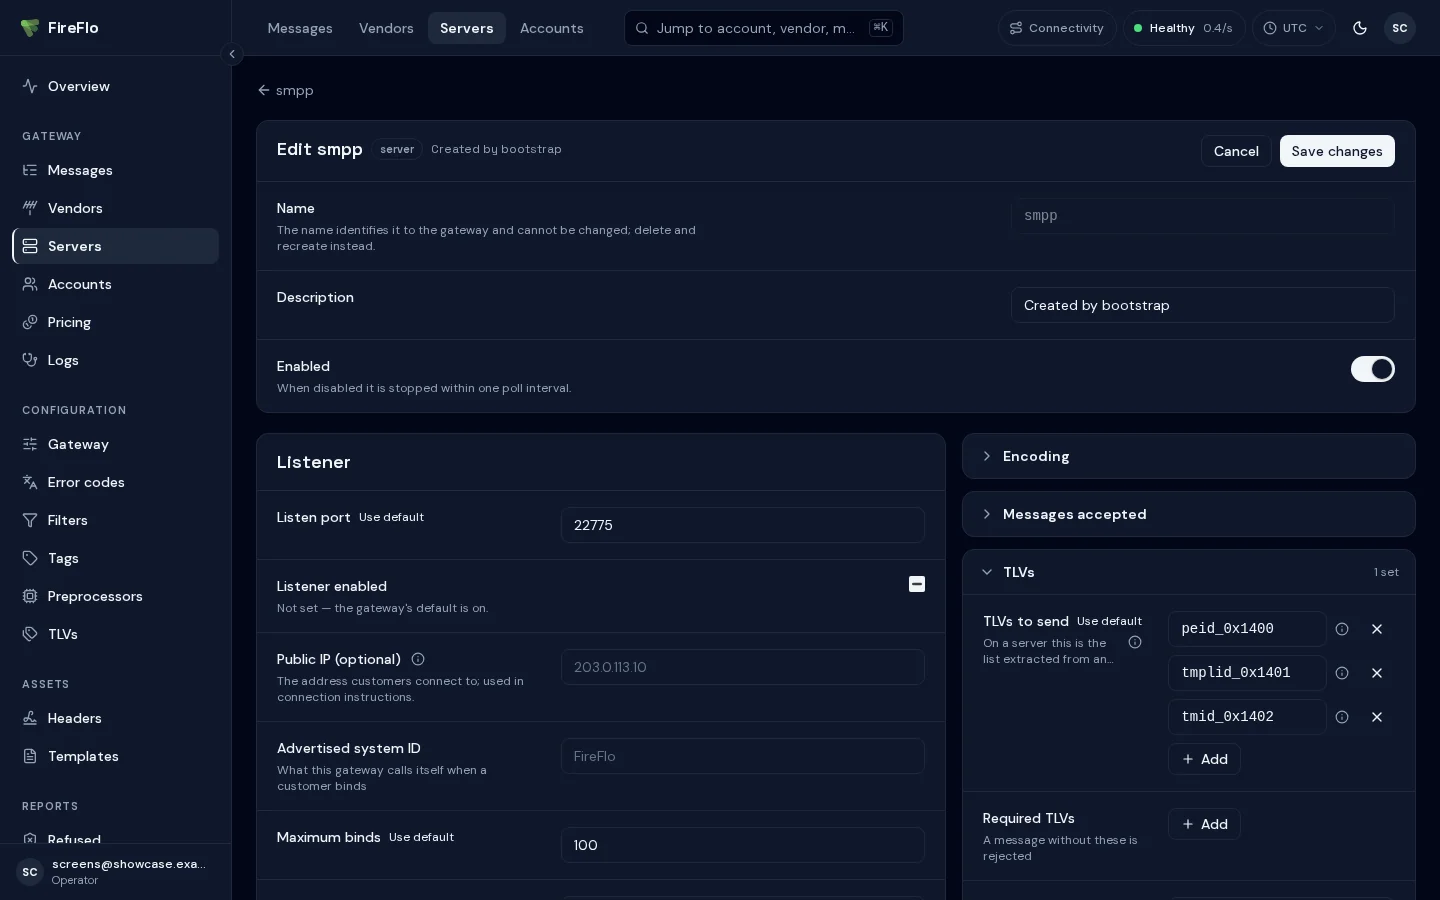 FireFlo
Messages
Vendors
Servers
Accounts
Jump to account, vendor, m...
⌘K
Connectivity
Healthy 0.4/s
UTC
SC
Overview
GATEWAY
Messages
Vendors
Servers
Accounts
Pricing
Logs
CONFIGURATION
Gateway
Error codes
Filters
Tags
Preprocessors
TLVs
ASSETS
Headers
Templates
REPORTS
Refused
SC
screens@showcase.exa...
Operator
smpp
Edit smpp server Created by bootstrap
Cancel
Save changes
Name
The name identifies it to the gateway and cannot be changed; delete and
recreate instead.
smpp
Description
Created by bootstrap
Enabled
When disabled it is stopped within one poll interval.
Listener
Listen port Use default
22775
Listener enabled
Not set — the gateway's default is on.
Public IP (optional)
The address customers connect to; used in
connection instructions.
203.0.113.10
Advertised system ID
What this gateway calls itself when a
customer binds
FireFlo
Maximum binds Use default
100
Encoding
Messages accepted
TLVs
1 set
TLVs to send Use default
On a server this is the
list extracted from an...
peid_0x1400
tmplid_0x1401
tmid_0x1402
Add
Required TLVs
A message without these is
rejected
Add